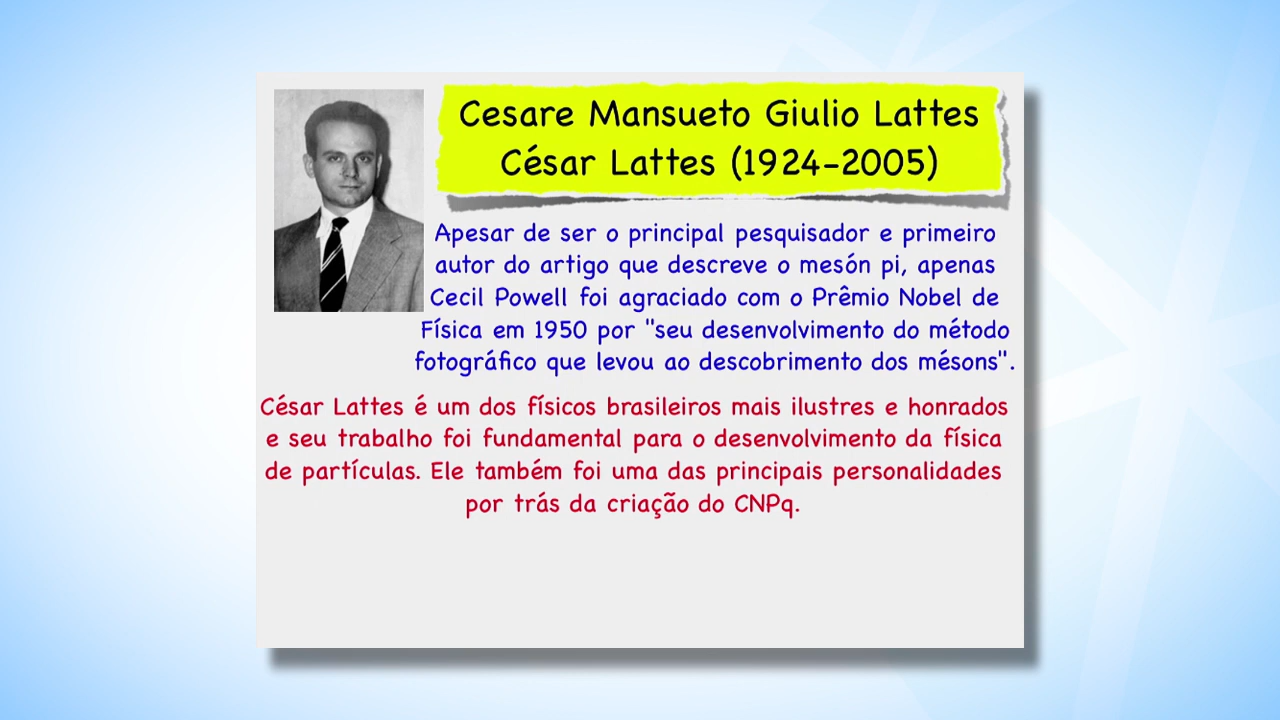 Cesare Mansueto Giulio Lattes
César Lattes (1924-2005)
Apesar de ser o principal pesquisador e primeiro
autor do artigo que descreve o mesón pi, apenas
Cecil Powell foi agraciado com o Prêmio Nobel de
Física em 1950 por "seu desenvolvimento do método
fotográfico que levou ao descobrimento dos mésons".
César Lattes é um dos físicos brasileiros mais ilustres e honrados
e seu trabalho foi fundamental para o desenvolvimento da física
de partículas. Ele também foi uma das principais personalidades
por trás da criação do CNPq.